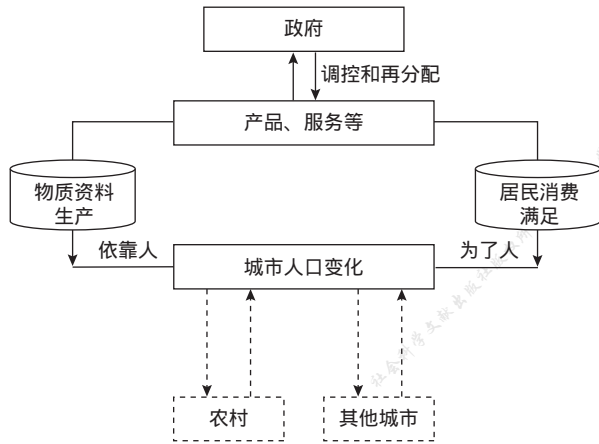 政府
调控和再分配
产品、服务等
物质资料
生产
居民消费
满足
依靠人
城市人口变化
为了人
农村
其他城市